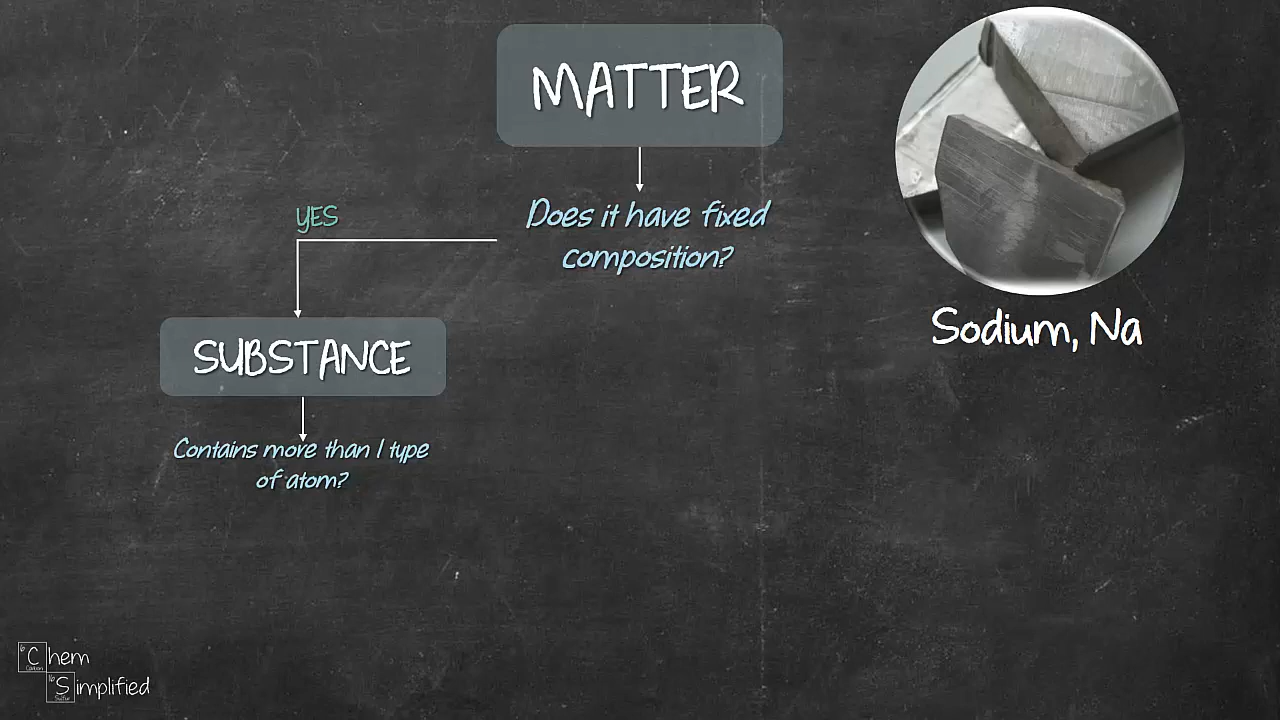 MATTER
Does it have fixed
composition?
YES
SUBSTANCE
Contains more than 1 type
of atom?
Sodium, Na
Chem
Simplified